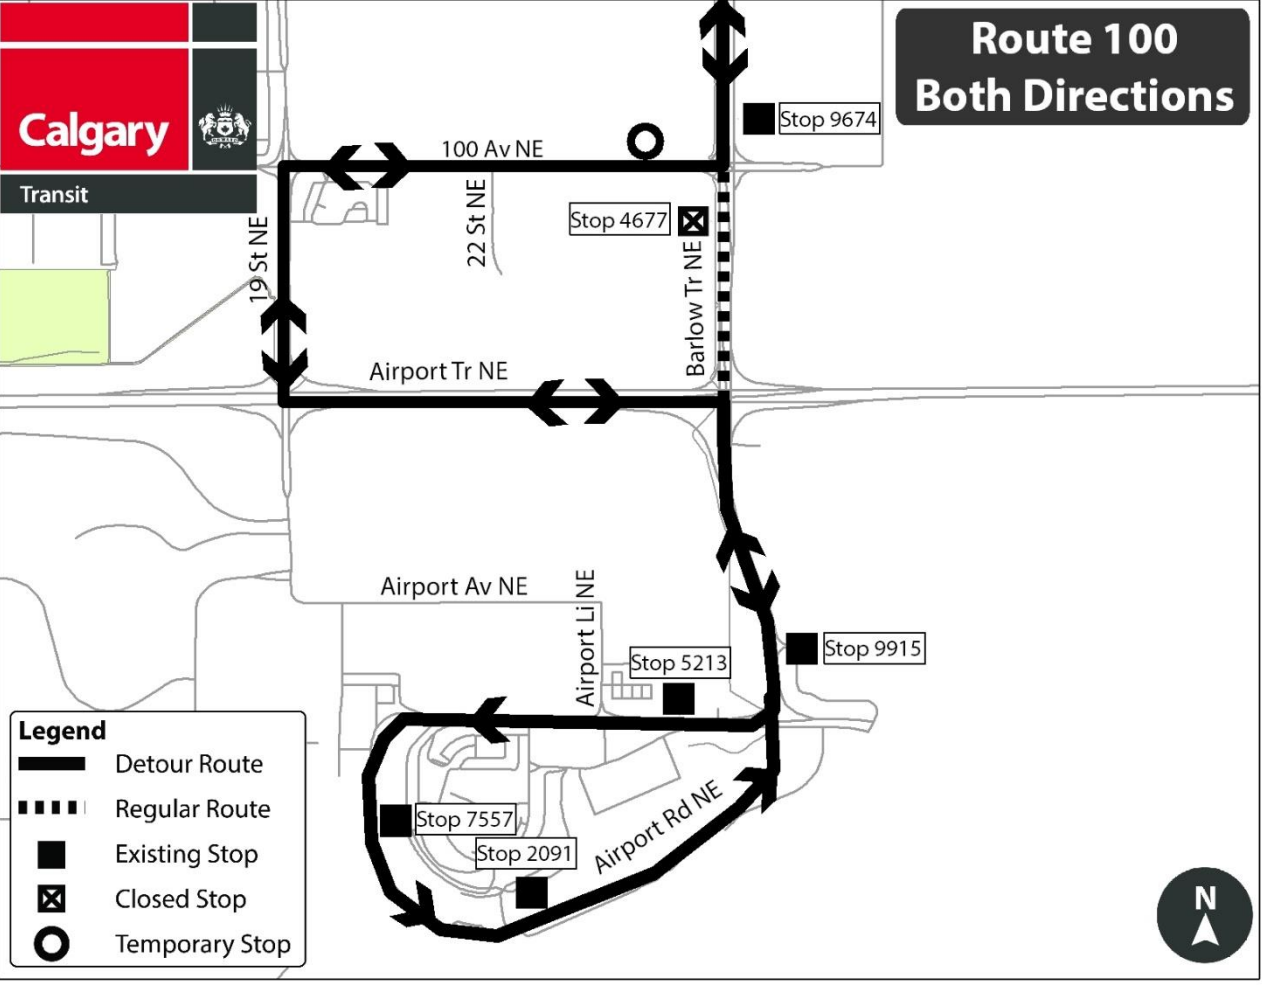 Calgary
Transit
Route 100
Both Directions
Stop 9674
100 Av NE
22 St NE
Stop 4677
19 St NE
Barlow Tr NE
Airport Tr NE
Airport Av NE
Airport Li NE
Stop 9915
Stop 5213
Stop 7557
Stop 2091
Airport Rd NE
Legend
Detour Route
Regular Route
Existing Stop
Closed Stop
Temporary Stop
N